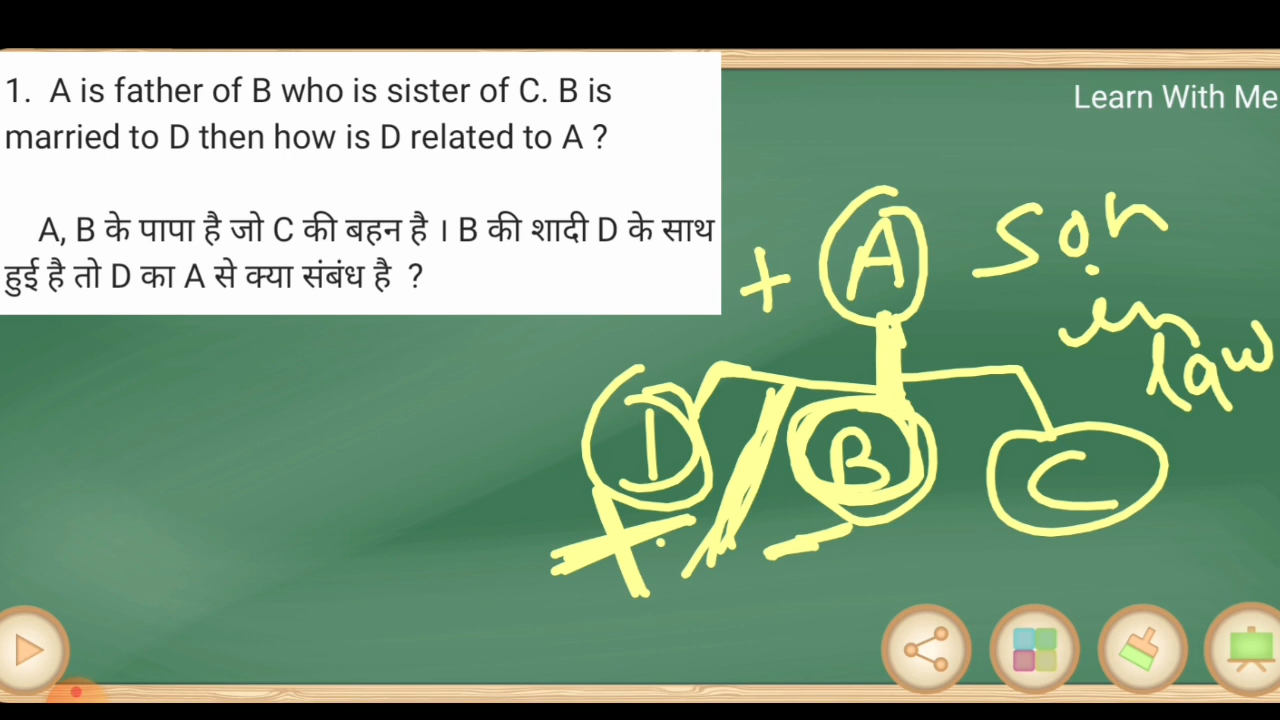 1. A is father of B who is sister of C. B is
married to D then how is D related to A ?
A, B के पापा है जो C की बहन है । B की शादी D के साथ
हुई है तो D का A से क्या संबंध है ?
Learn With Me
+ A son
in
law
D B C
+ -